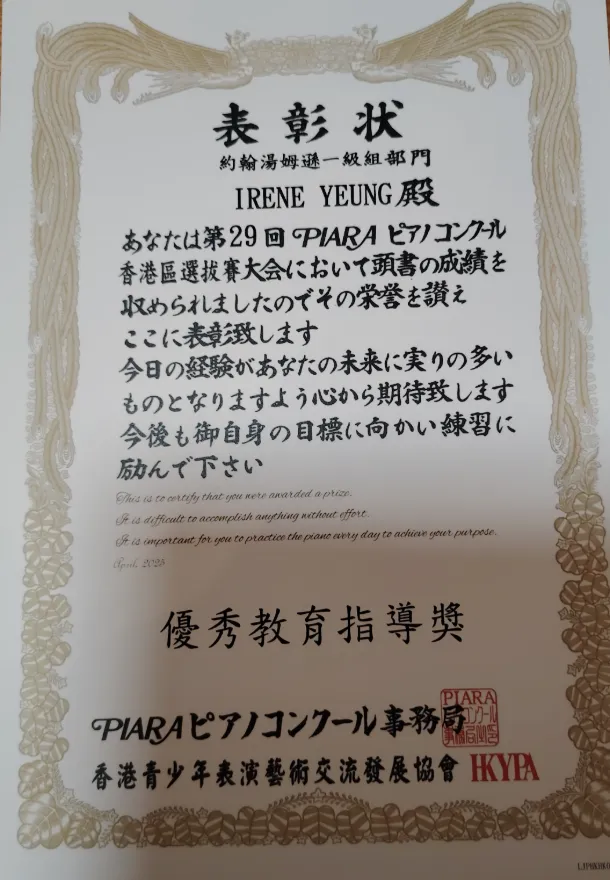 表彰状
約翰湯姆遜一級組部門
IRENE YEUNG 殿
あなたは第29回 PIARA ピアノコンクール
香港區選拔賽大会において頭書の成績を
収められましたのでその栄誉を讃え
ここに表彰致します
今日の経験があなたの未来に実りの多い
ものとなりますよう心から期待致します
今後も御自身の目標に向かい練習に
励んで下さい
This is to certify that you were awarded a prize.
It is difficult to accomplish anything without effort.
It is important for you to practice the piano every day to achieve your purpose.
April, 2025
優秀教育指導獎
PIARA ピアノコンクール事務局
PIARA
香港青少年表演藝術交流發展協會 HKYPA